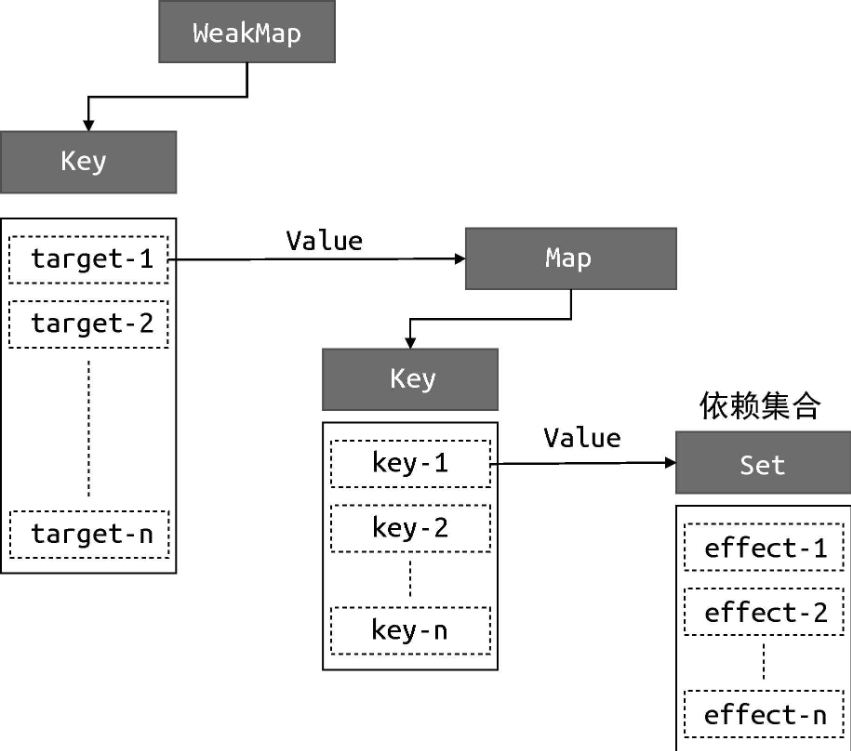 WeakMap
Key
target-1
Value
Map
target-2
Key
依赖集合
key-1
Value
Set
key-2
target-n
effect-1
effect-2
key-n
effect-n